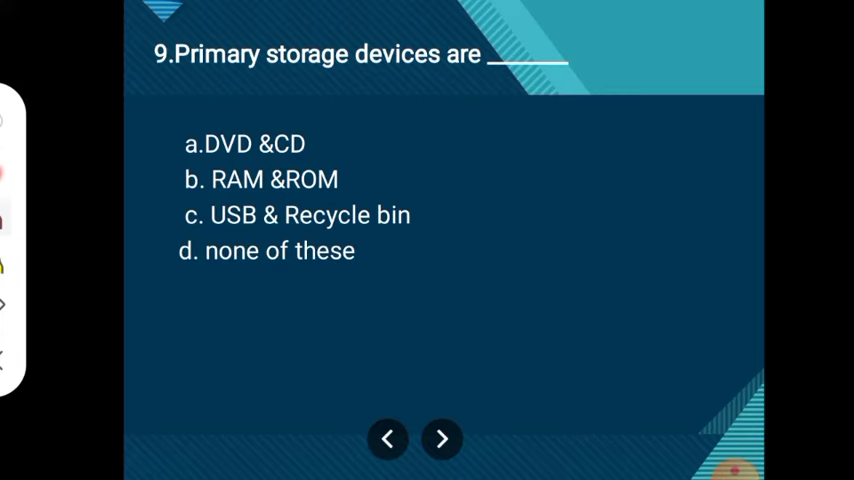 9.Primary storage devices are ______
a.DVD &CD
b. RAM &ROM
c. USB & Recycle bin
d. none of these